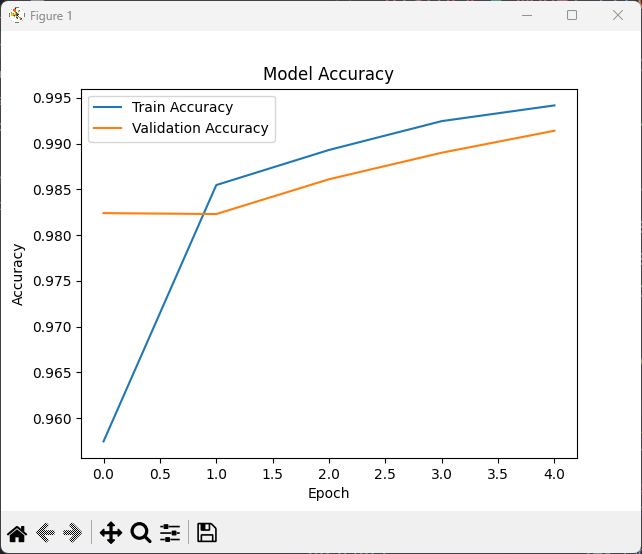 Figure 1
Model Accuracy
Train Accuracy
Validation Accuracy
0.995
0.990
0.985
0.980
0.975
0.970
0.965
0.960
Accuracy
0.0 0.5 1.0 1.5 2.0 2.5 3.0 3.5 4.0
Epoch